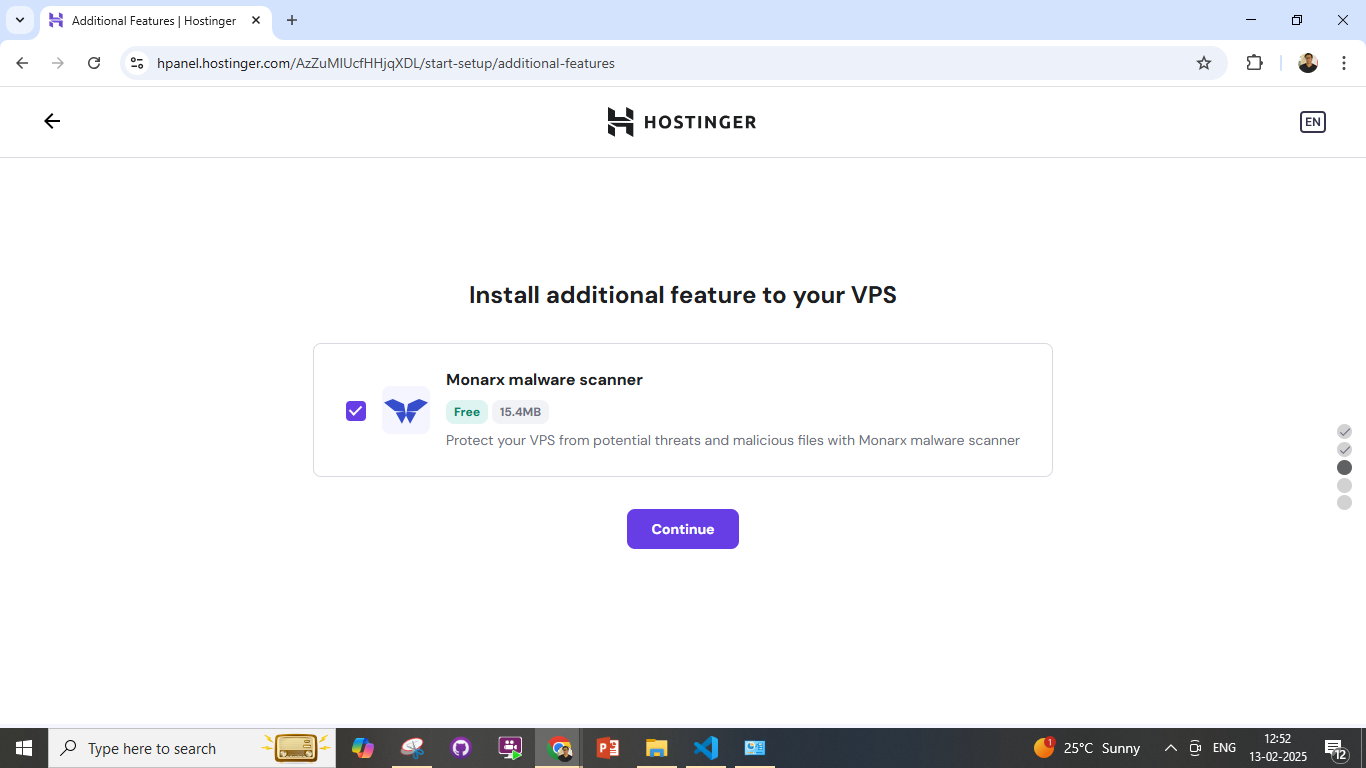 Additional Features | Hostinger
hpanel.hostinger.com/AzZuMIUcfHHjqXDL/start-setup/additional-features
HOSTINGER
EN
Install additional feature to your VPS
Monarx malware scanner
Free 15.4MB
Protect your VPS from potential threats and malicious files with Monarx malware scanner
Continue
Type here to search
1
25°C Sunny
ENG
12:52
13-02-2025
12